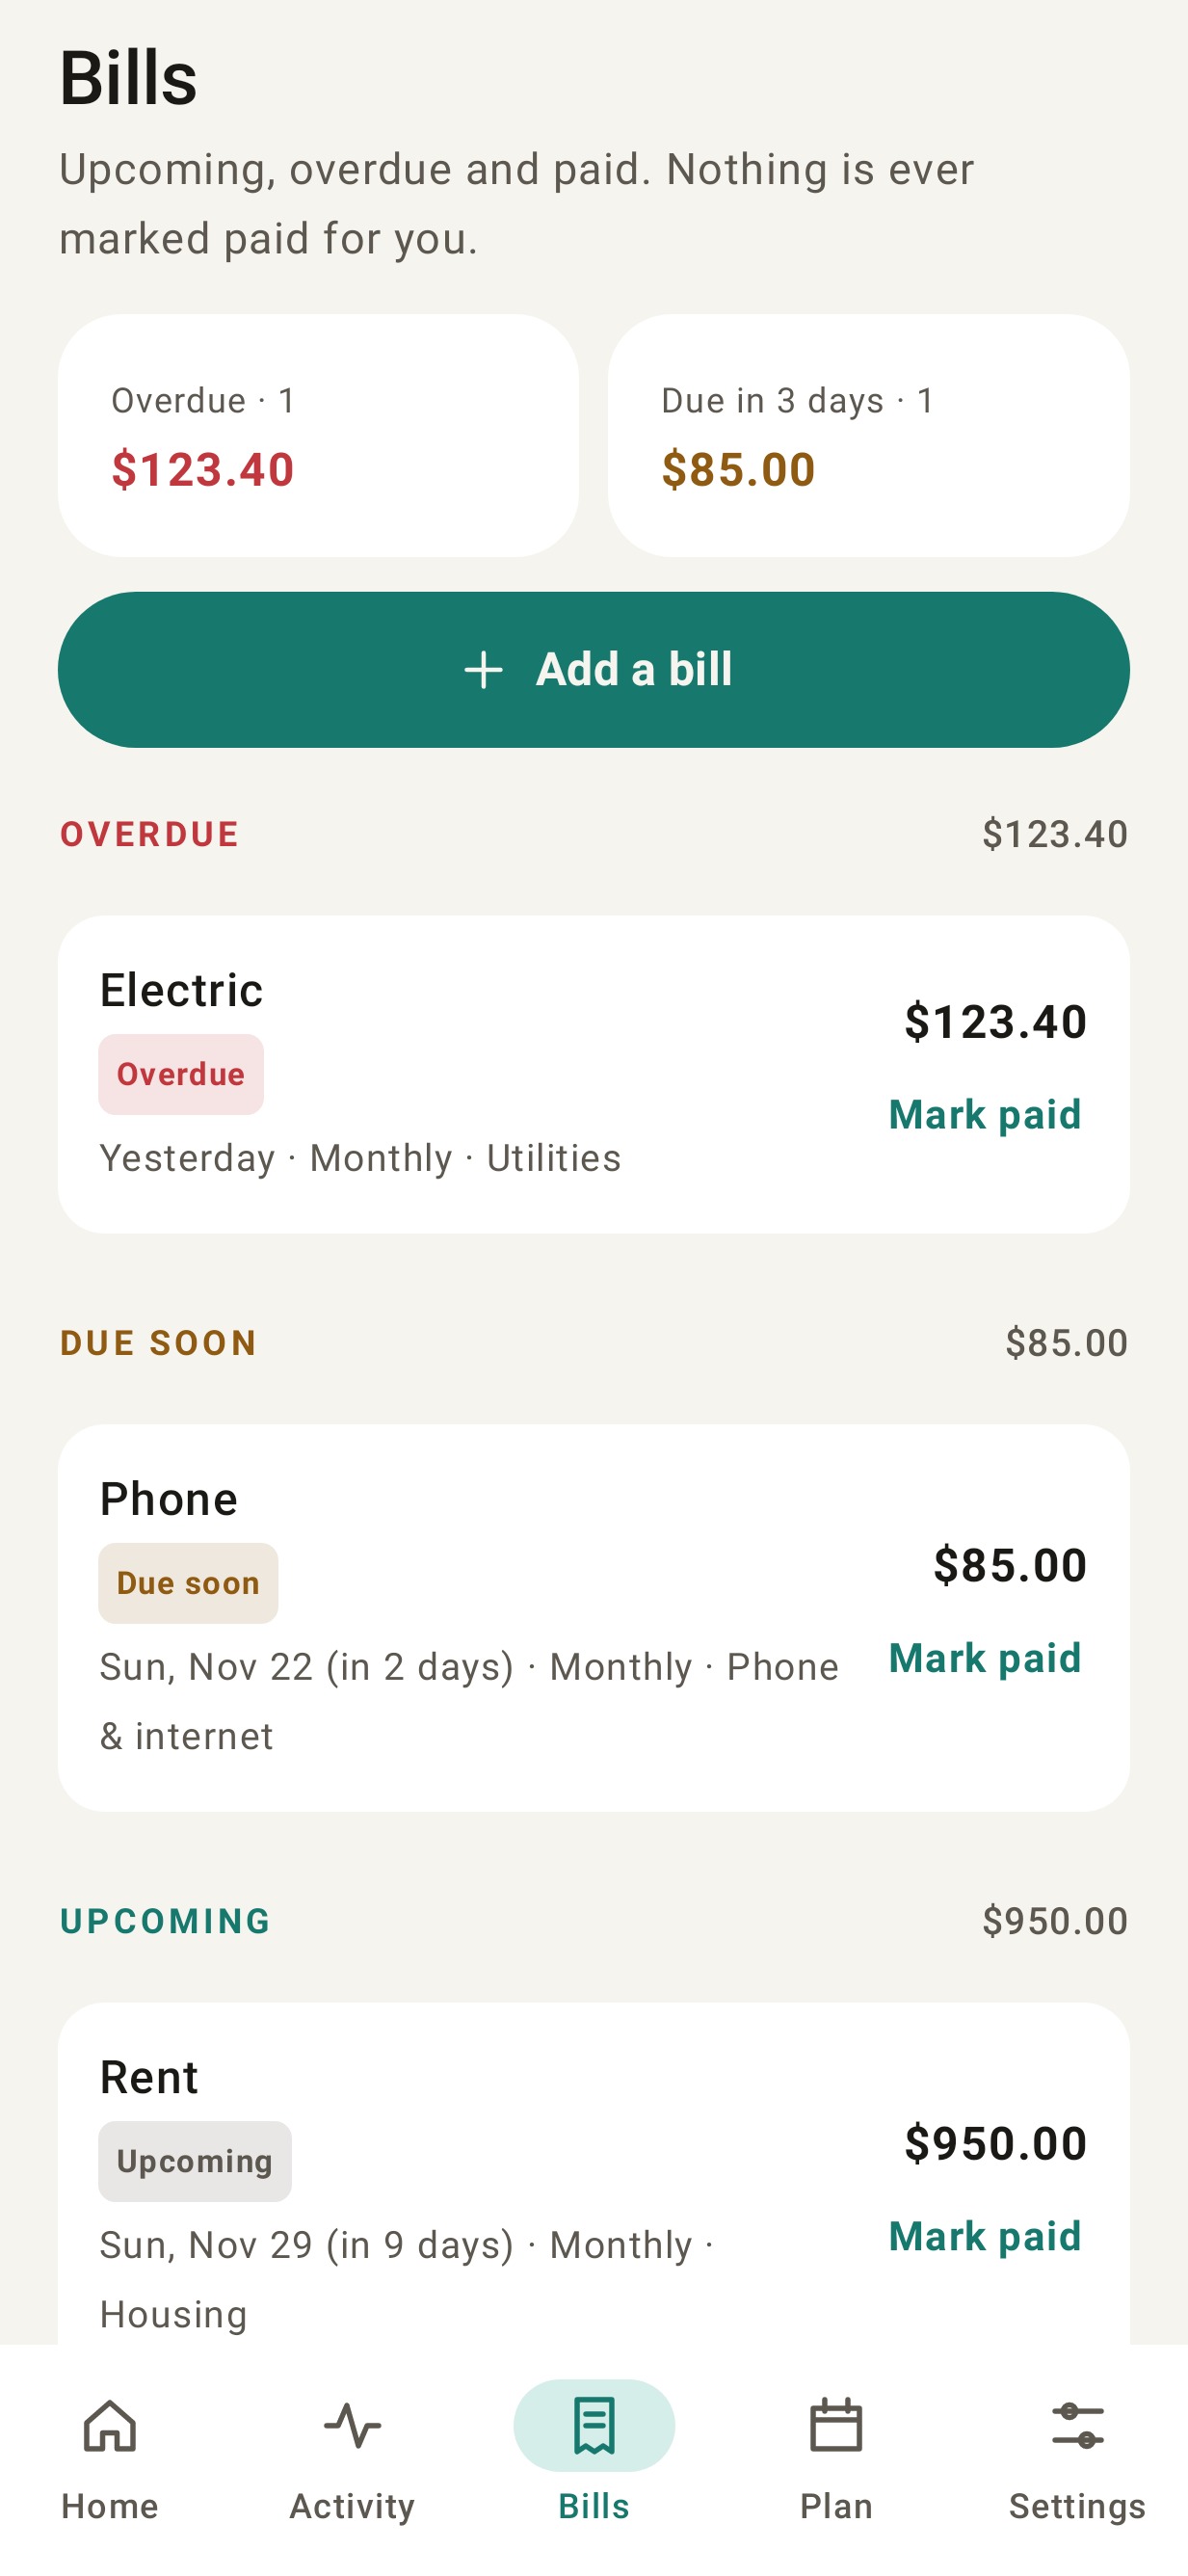 Bills
Upcoming, overdue and paid. Nothing is ever
marked paid for you.
Overdue · 1
$123.40
Due in 3 days · 1
$85.00
Add a bill
OVERDUE
$123.40
Electric
Overdue
Yesterday · Monthly · Utilities
$123.40
Mark paid
DUE SOON
$85.00
Phone
Due soon
Sun, Nov 22 (in 2 days) · Monthly · Phone
& internet
$85.00
Mark paid
UPCOMING
$950.00
Rent
Upcoming
Sun, Nov 29 (in 9 days) · Monthly ·
Housing
$950.00
Mark paid
Home
Activity
Bills
Plan
Settings